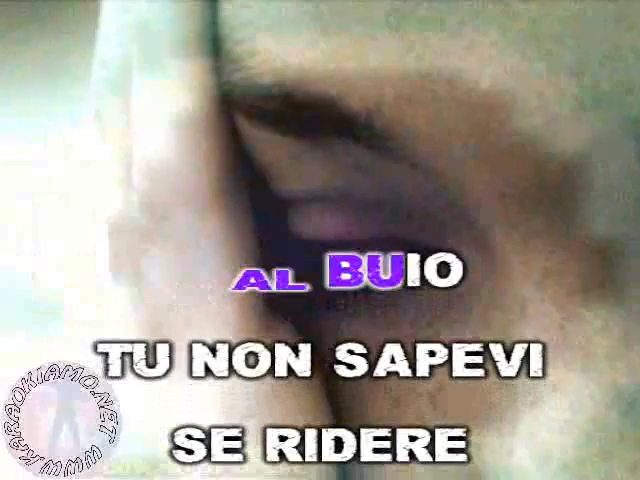 AL BUIO
TU NON SAPEVI
SE RIDERE
WWW.KARAOKIAMO.NET